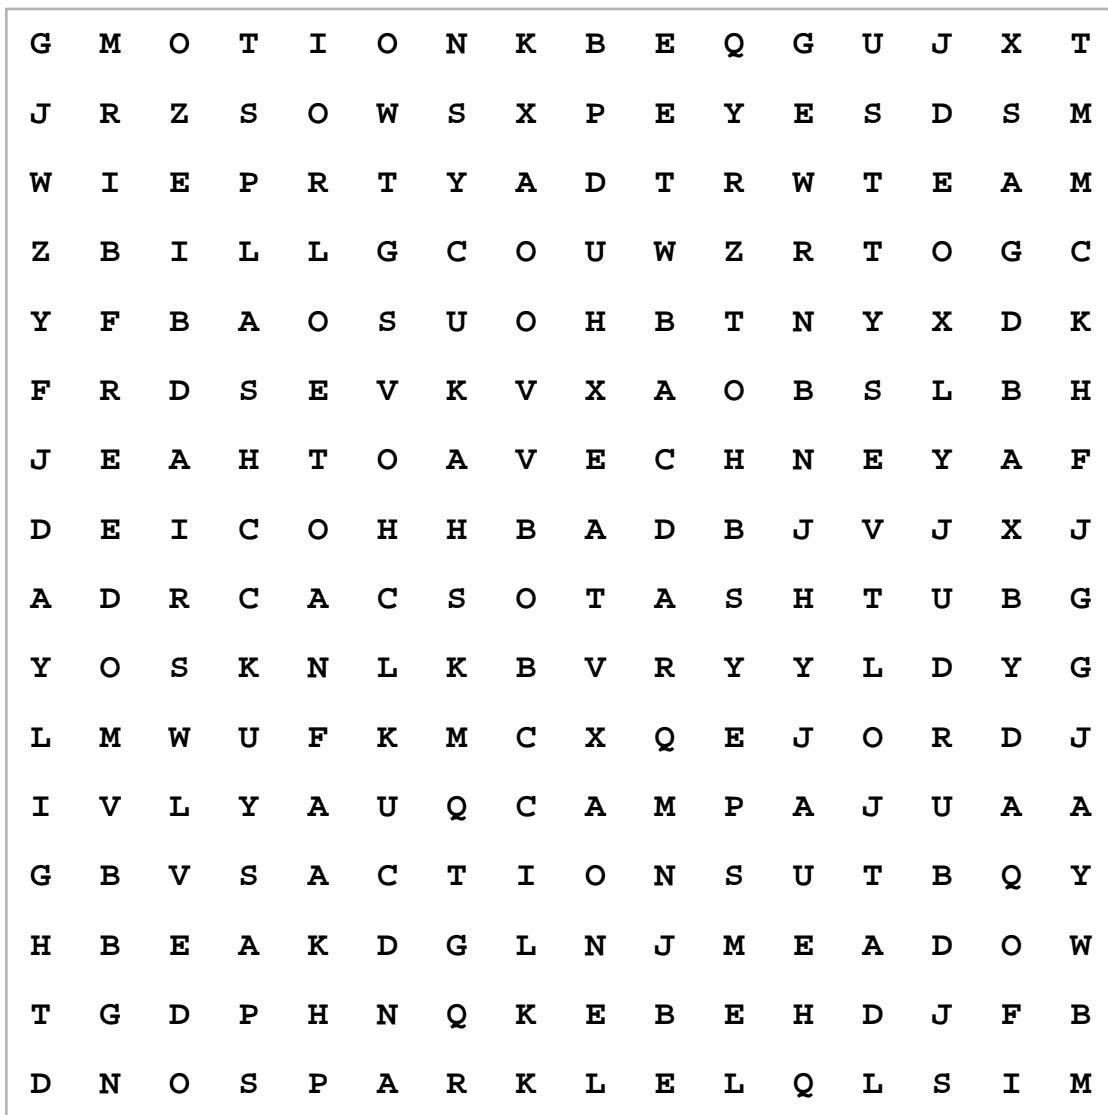 G M O T I O N K B E Q G U J X T
J R Z S O W S X P E Y E S D S M
W I E P R T Y A D T R W T E A M
Z B I L L G C O U W Z R T O G C
Y F B A O S U O H B T N Y X D K
F R D S E V K V X A O B S L B H
J E A H T O A V E C H N E Y A F
D E I C O H H B A D B J V J X J
A D R C A C S O T A S H T U B G
Y O S K N L K B V R Y Y L D Y G
L M W U F K M C X Q E J O R D J
I V L Y A U Q C A M P A J U A A
G B V S A C T I O N S U T B Q Y
H B E A K D G L N J M E A D O W
T G D P H N Q K E B E H D J F B
D N O S P A R K L E L Q L S I M